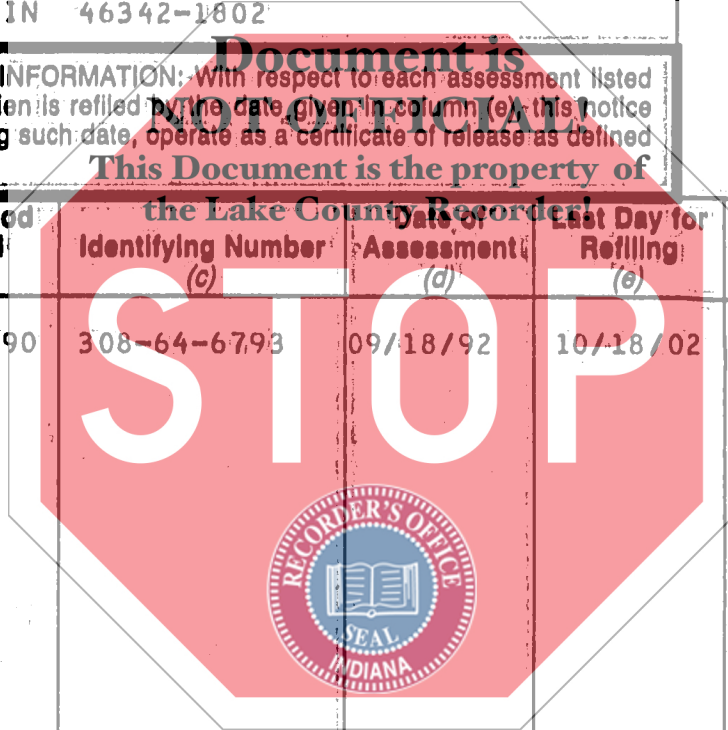 IN 46342-1802
Document is
NFORMATION: With respect to each assessment listed
en is refiled by the date given in column (e), this notice
NOT OFFICIAL!
g such date, operate as a certificate of release as defined
This Document is the property of
the Lake County Recorder!
od Identifying Number Date of Assessment Last Day for Refiling
(c) (d) (e)
90 308-64-6793 09/18/92 10/18/02
STOP
RECORDER'S OFFICE
SEAL
INDIANA